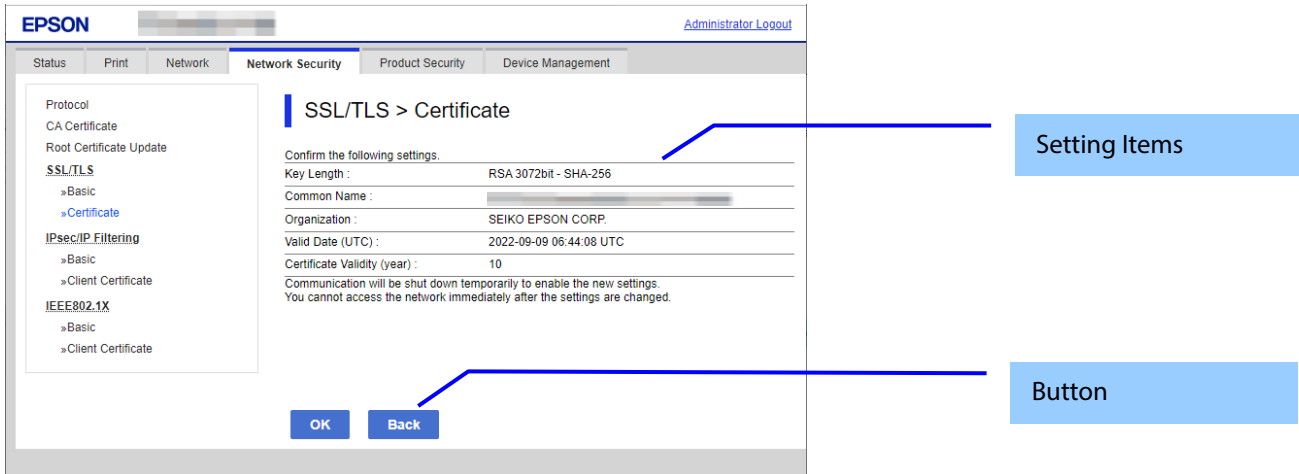 EPSON
Administrator Logout
Status Print Network Network Security Product Security Device Management
Protocol
CA Certificate
Root Certificate Update
SSL/TLS
»Basic
»Certificate
IPsec/IP Filtering
»Basic
»Client Certificate
IEEE802.1X
»Basic
»Client Certificate
SSL/TLS > Certificate
Confirm the following settings.
Key Length : RSA 3072bit - SHA-256
Common Name :
Organization : SEIKO EPSON CORP.
Valid Date (UTC) : 2022-09-09 06:44:08 UTC
Certificate Validity (year) : 10
Communication will be shut down temporarily to enable the new settings.
You cannot access the network immediately after the settings are changed.
OK Back
Setting Items
Button